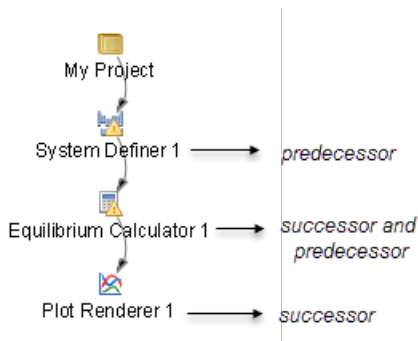 My Project
System Definer 1
predecessor
Equilibrium Calculator 1
successor and
predecessor
Plot Renderer 1
successor